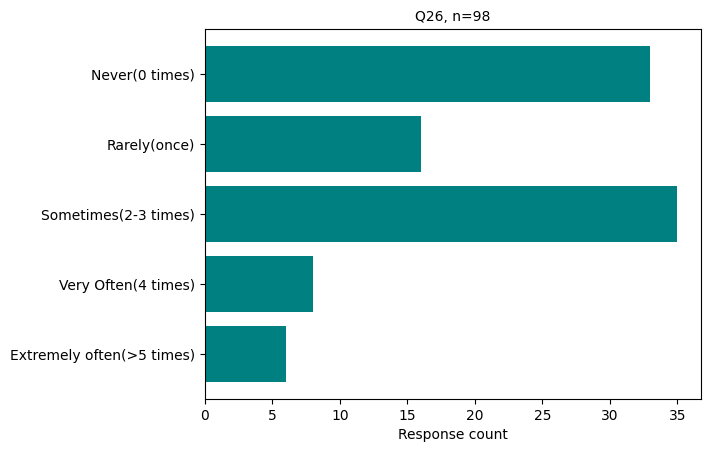 Q26, n=98
Never(0 times)
Rarely(once)
Sometimes(2-3 times)
Very Often(4 times)
Extremely often(>5 times)
0 5 10 15 20 25 30 35
Response count